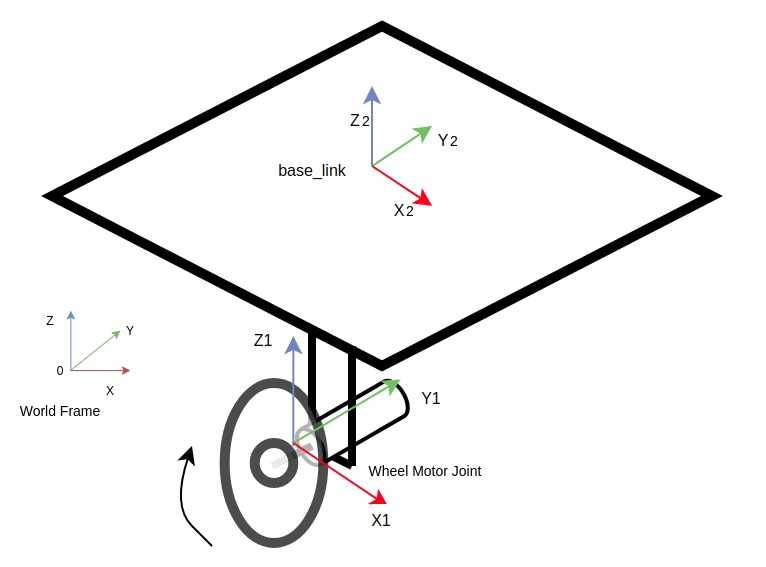 Z2
Y2
base_link
X2
Z
Y
0
X
World Frame
Z1
Y1
Wheel Motor Joint
X1